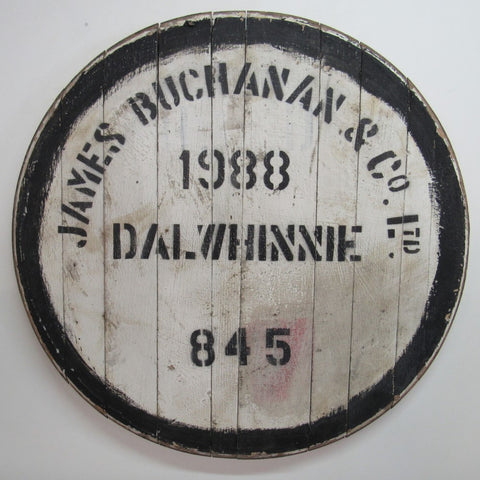 JAMES BUCHANAN & Co. LTD.
1988
DALWHINNIE
845